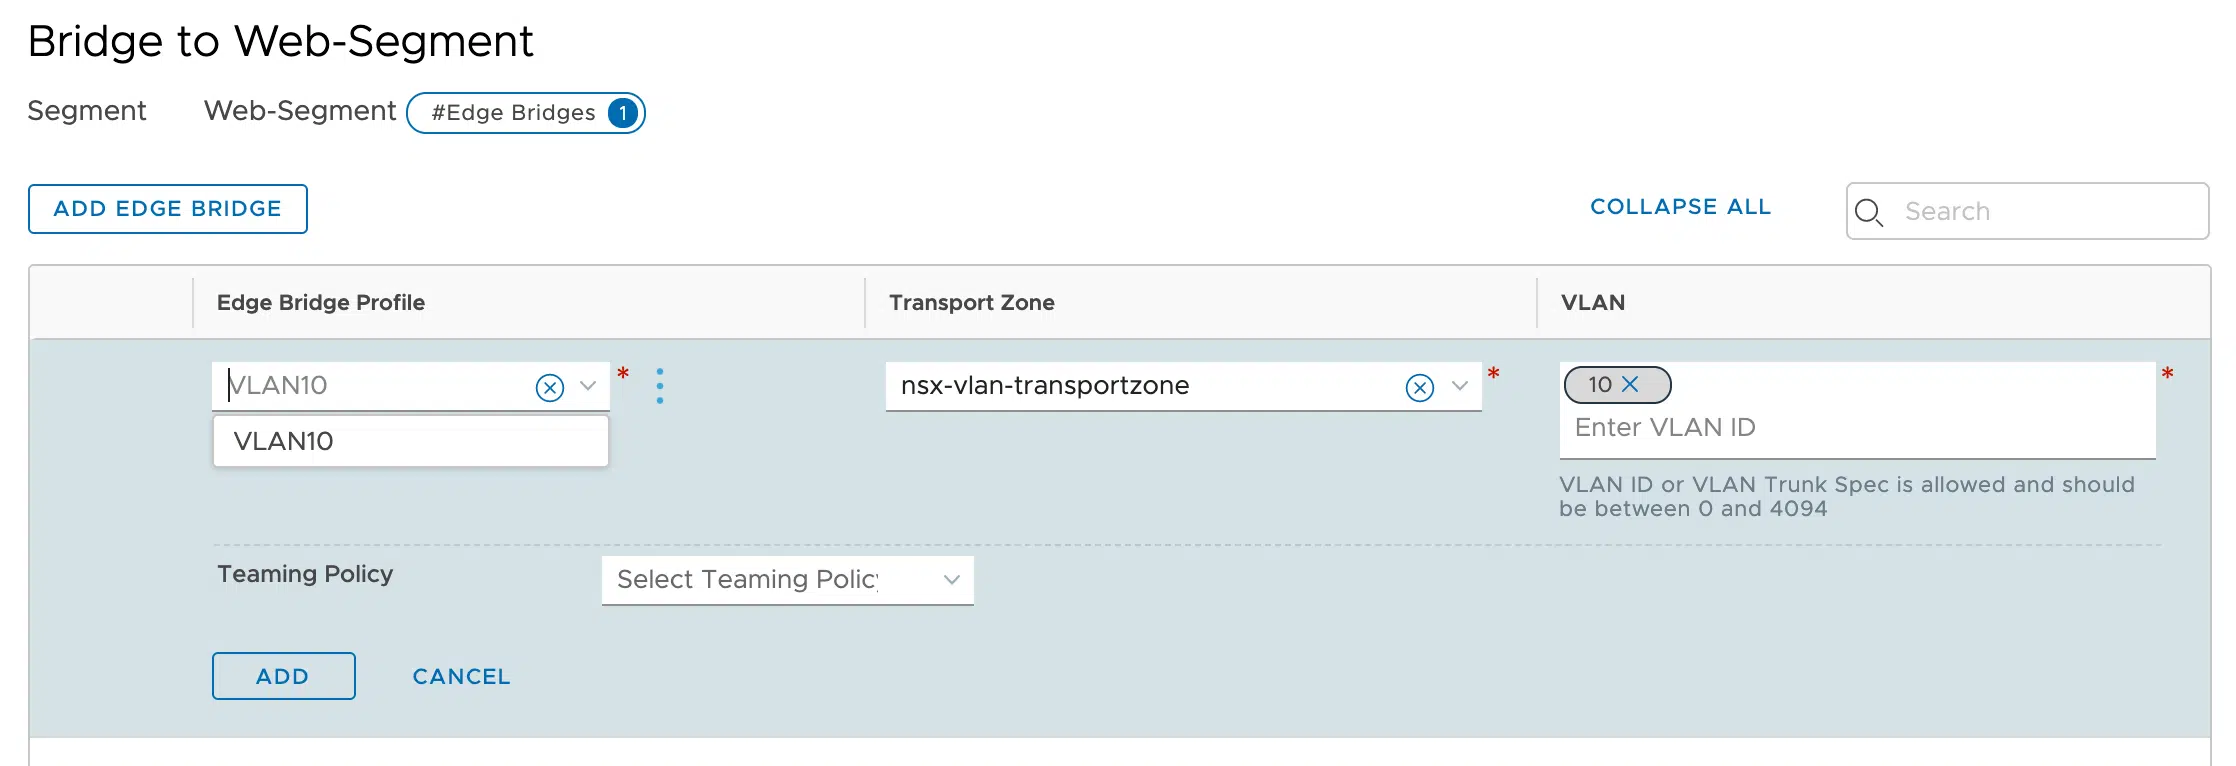 Bridge to Web-Segment
Segment Web-Segment #Edge Bridges 1
ADD EDGE BRIDGE COLLAPSE ALL Search
Edge Bridge Profile Transport Zone VLAN
VLAN10 * nsx-vlan-transportzone * 10 *
VLAN10 Enter VLAN ID
VLAN ID or VLAN Trunk Spec is allowed and should
be between 0 and 4094
Teaming Policy Select Teaming Policy
ADD CANCEL